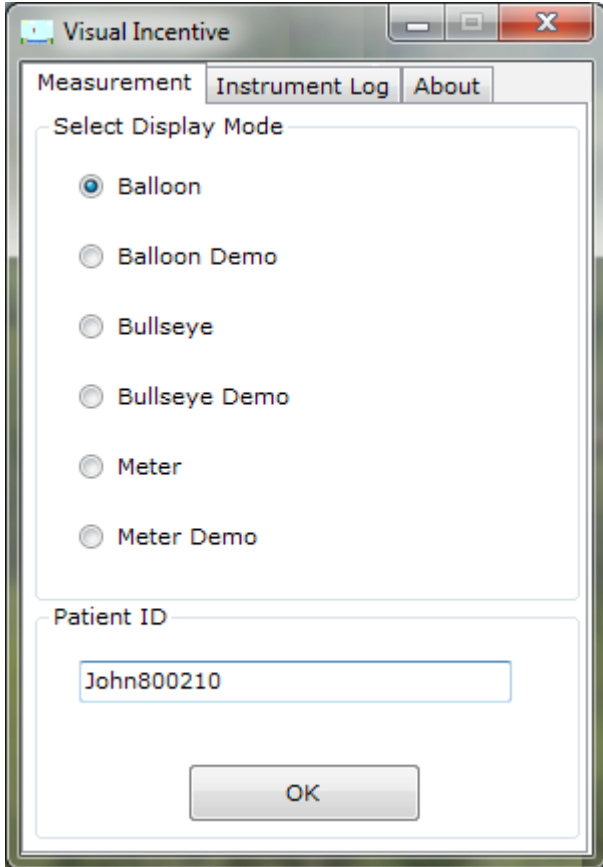 Visual Incentive
Measurement Instrument Log About
Select Display Mode
Balloon
Balloon Demo
Bullseye
Bullseye Demo
Meter
Meter Demo
Patient ID
John800210
OK